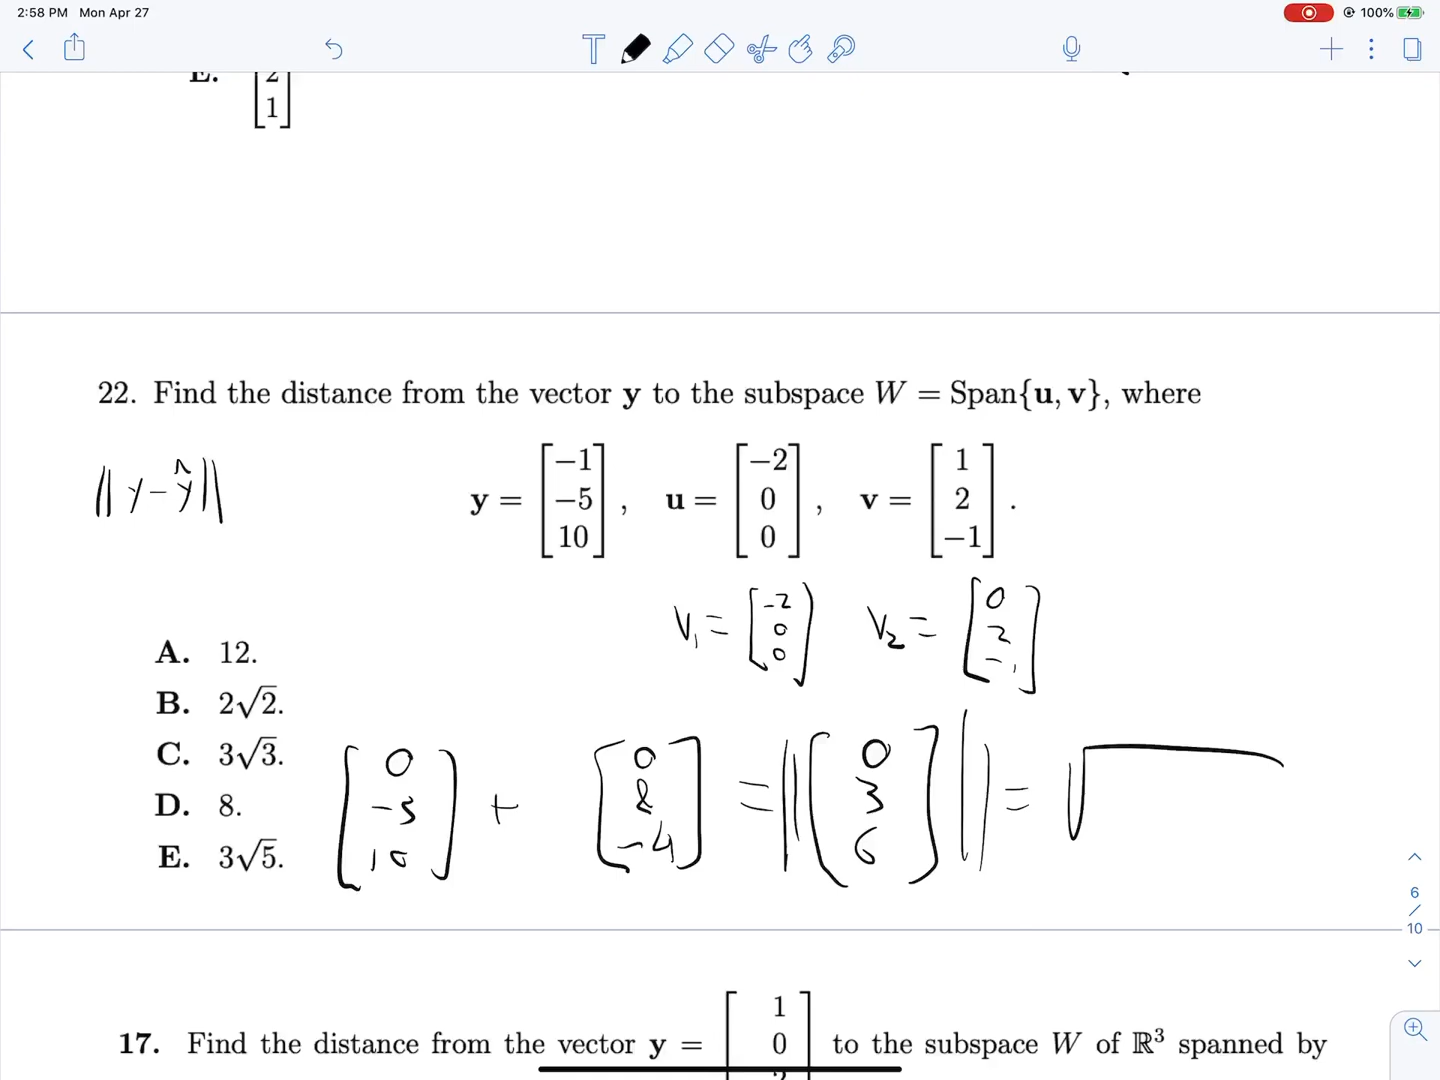 2:58 PM Mon Apr 27
100%
E. [2 1]
22. Find the distance from the vector y to the subspace W = Span{u, v}, where
||y - ŷ||
y = [-1 -5 10], u = [-2 0 0], v = [1 2 -1].
V₁ = [-2 0 0] V₂ = [0 2 -1]
A. 12.
B. 2√2.
C. 3√3.
D. 8.
E. 3√5.
[0 -5 10] + [0 8 -4] = ||[0 3 6]|| = √
6
/
10
17. Find the distance from the vector y = [1 0 to the subspace W of ℝ³ spanned by